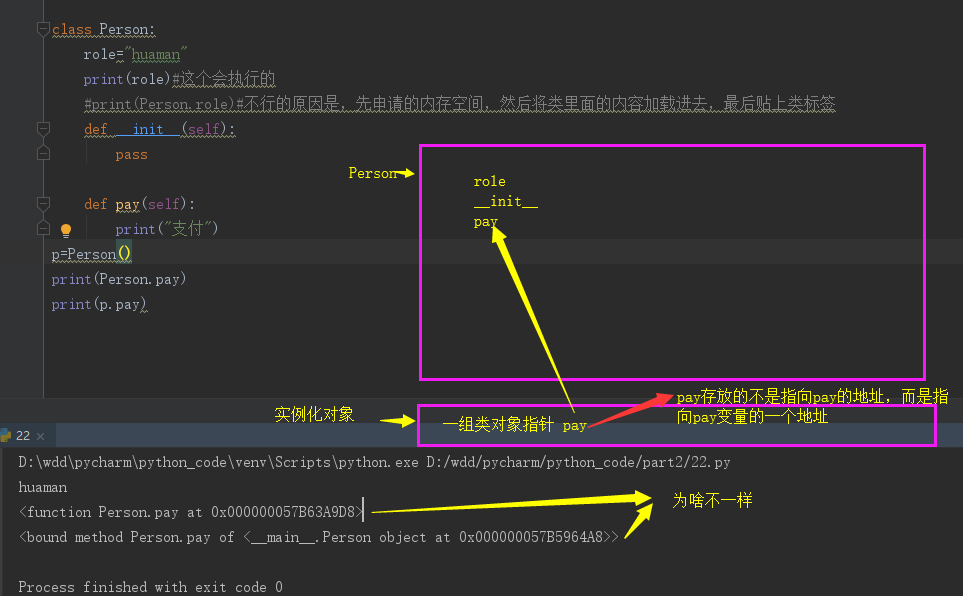 class Person:
role="huaman"
print(role)#这个会执行的
#print(Person.role)#不行的原因是，先申请的内存空间，然后将类里面的内容加载进去，最后贴上类标签
def __init__(self):
pass
def pay(self):
print("支付")
p=Person()
print(Person.pay)
print(p.pay)
Person
role
__init__
pay
实例化对象
一组类对象指针 pay
pay存放的不是指向pay的地址，而是指
向pay变量的一个地址
22 ×
D:\wdd\pycharm\python_code\venv\Scripts\python.exe D:/wdd/pycharm/python_code/part2/22.py
huaman
<function Person.pay at 0x000000057B63A9D8>
<bound method Person.pay of <__main__.Person object at 0x000000057B5964A8>>
为啥不一样
Process finished with exit code 0